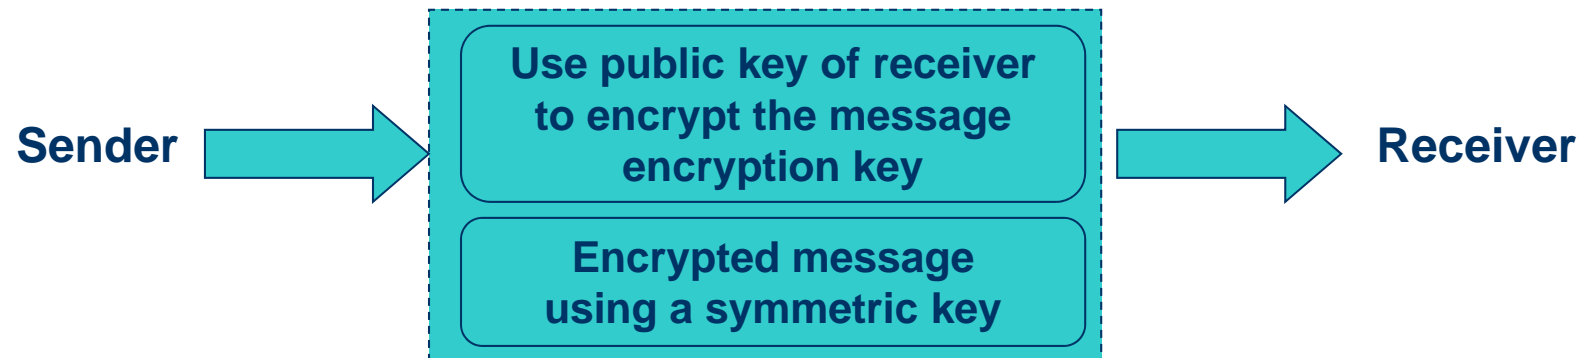 Sender
Use public key of receiver
to encrypt the message
encryption key
Encrypted message
using a symmetric key
Receiver